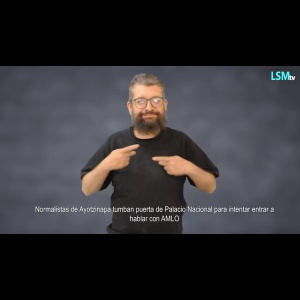 LSMtv
Normalistas de Ayotzinapa tumban puerta de Palacio Nacional para intentar entrar a
hablar con AMLO